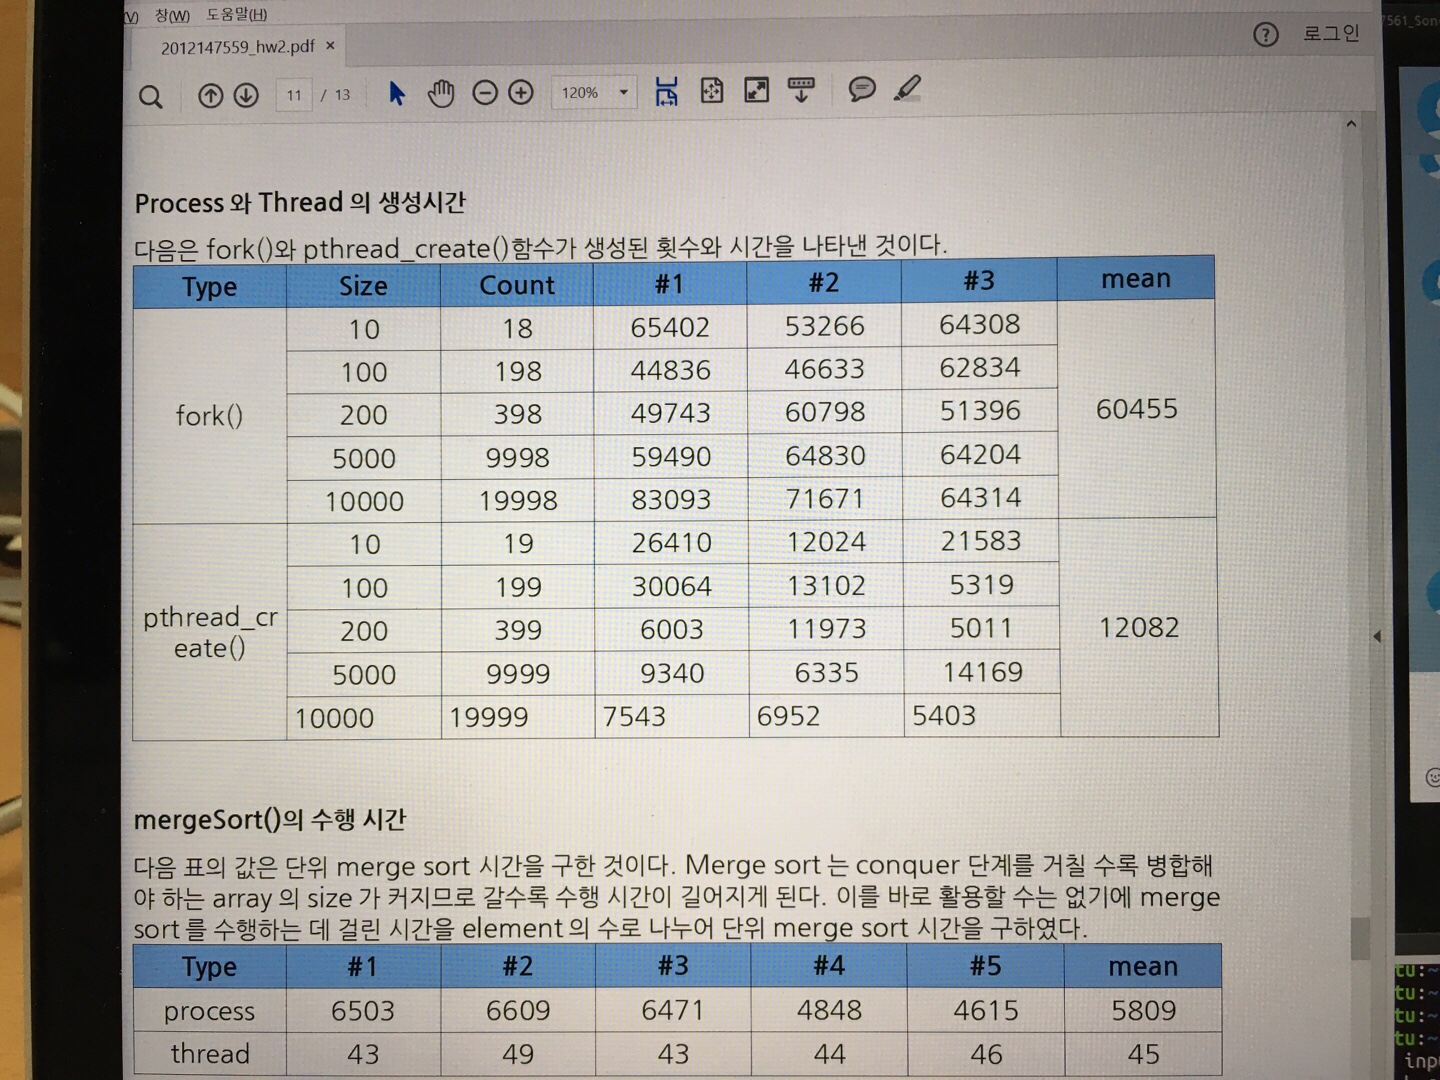 (V) 창(W) 도움말(H)
2012147559_hw2.pdf ×
? 로그인
11 / 13 120%
Process 와 Thread 의 생성시간
다음은 fork()와 pthread_create()함수가 생성된 횟수와 시간을 나타낸 것이다.
Type Size Count #1 #2 #3 mean
fork() 10 18 65402 53266 64308 60455
100 198 44836 46633 62834
200 398 49743 60798 51396
5000 9998 59490 64830 64204
10000 19998 83093 71671 64314
pthread_cr
eate() 10 19 26410 12024 21583 12082
100 199 30064 13102 5319
200 399 6003 11973 5011
5000 9999 9340 6335 14169
10000 19999 7543 6952 5403
mergeSort()의 수행 시간
다음 표의 값은 단위 merge sort 시간을 구한 것이다. Merge sort 는 conquer 단계를 거칠 수록 병합해
야 하는 array 의 size 가 커지므로 갈수록 수행 시간이 길어지게 된다. 이를 바로 활용할 수는 없기에 merge
sort 를 수행하는 데 걸린 시간을 element 의 수로 나누어 단위 merge sort 시간을 구하였다.
Type #1 #2 #3 #4 #5 mean
process 6503 6609 6471 4848 4615 5809
thread 43 49 43 44 46 45
tu:~
tu:~
tu:~
tu:~